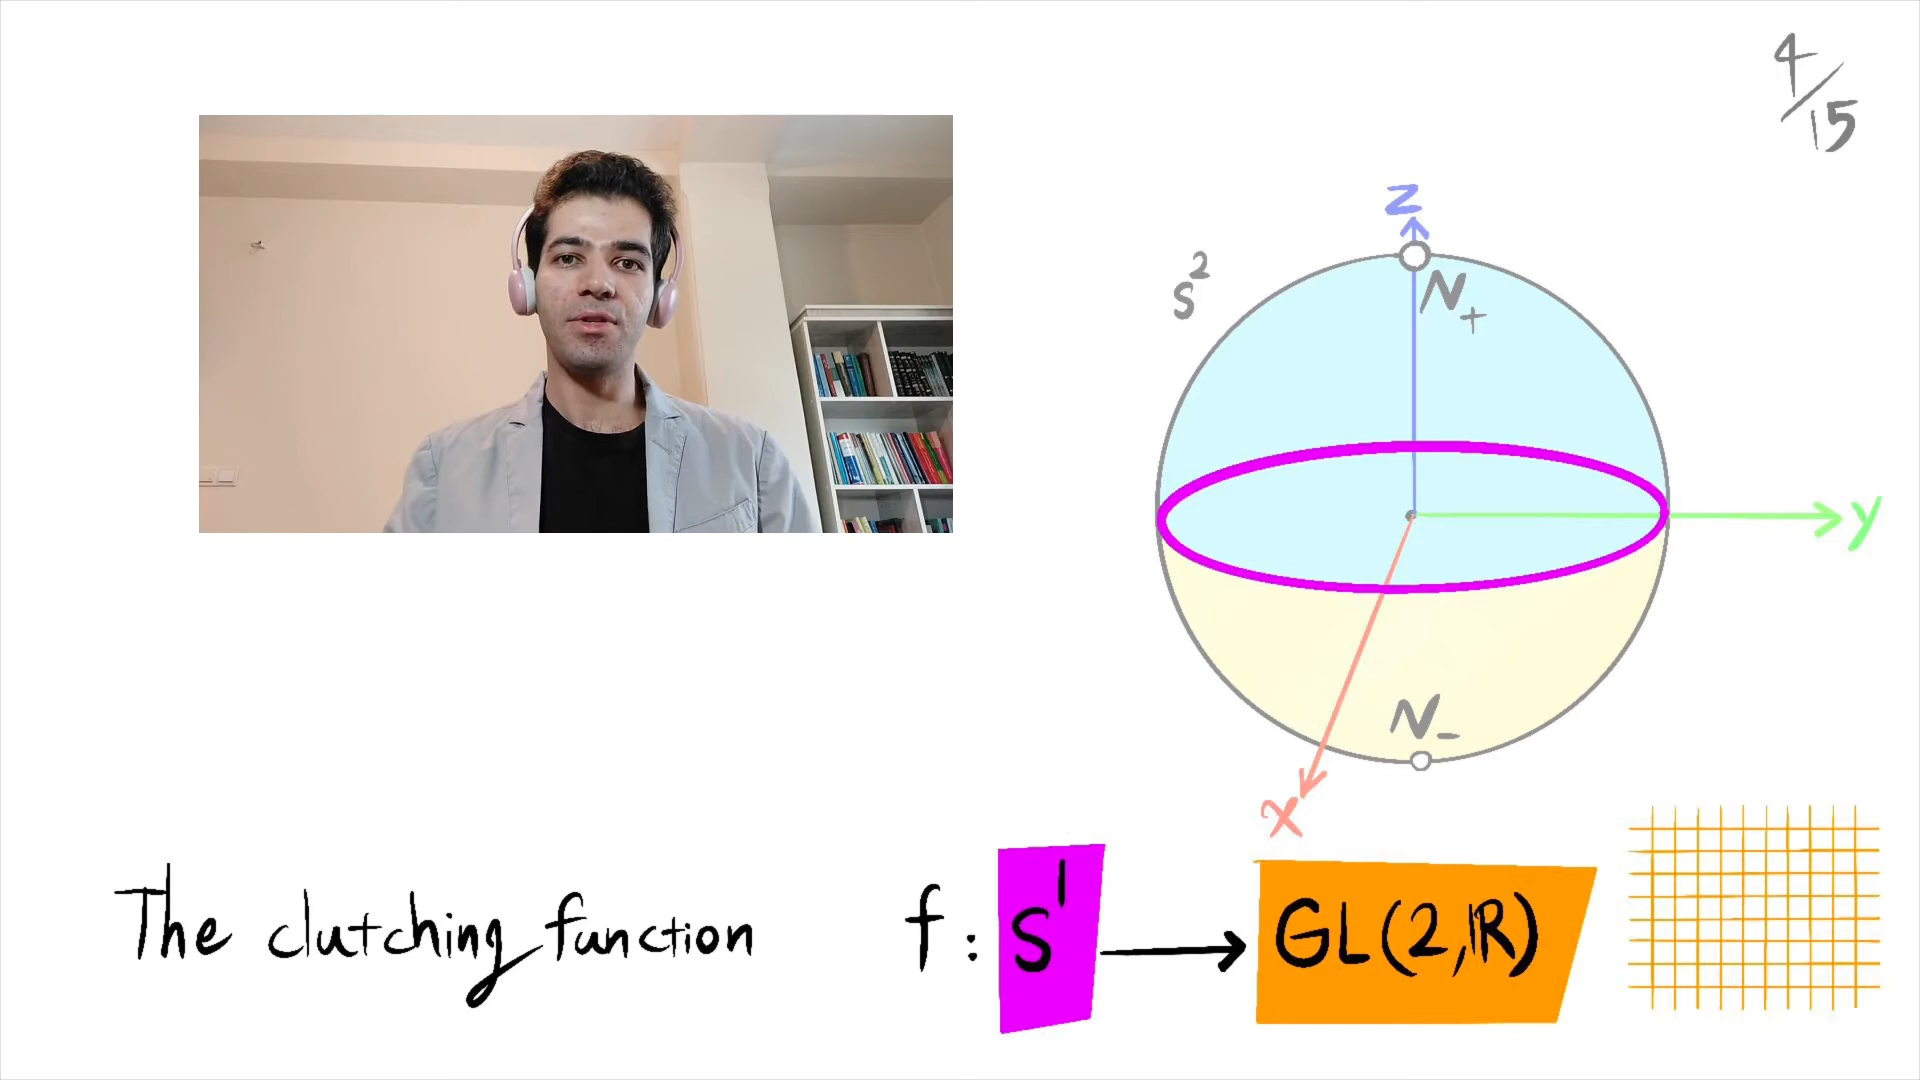 4/15
z
S²
N₊
y
N₋
x
The clutching function f : S¹ → GL(2,ℝ)